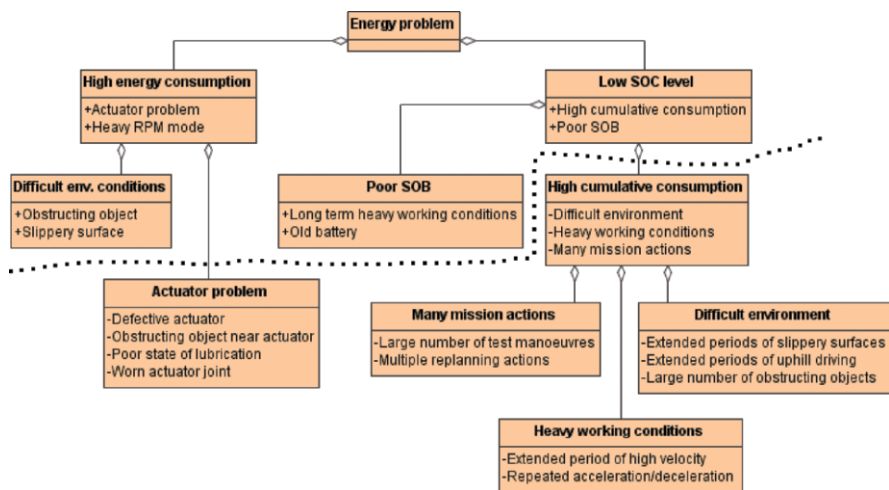 Energy problem
High energy consumption
+Actuator problem
+Heavy RPM mode
Low SOC level
+High cumulative consumption
+Poor SOB
Difficult env. conditions
+Obstructing object
+Slippery surface
Poor SOB
+Long term heavy working conditions
+Old battery
High cumulative consumption
-Difficult environment
-Heavy working conditions
-Many mission actions
Actuator problem
-Defective actuator
-Obstructing object near actuator
-Poor state of lubrication
-Worn actuator joint
Many mission actions
-Large number of test manoeuvres
-Multiple replanning actions
Difficult environment
-Extended periods of slippery surfaces
-Extended periods of uphill driving
-Large number of obstructing objects
Heavy working conditions
-Extended period of high velocity
-Repeated acceleration/deceleration